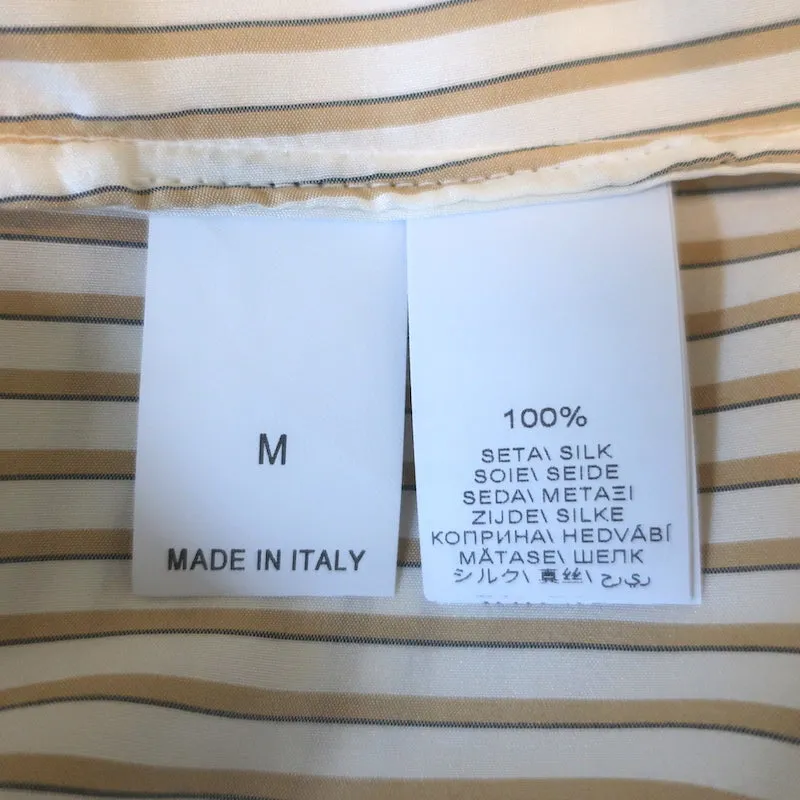 M
MADE IN ITALY
100%
SETA\ SILK
SOIE\ SEIDE
SEDA\ ΜΕΤΑΞΙ
ZIJDE\ SILKE
КОПРИНА\ HEDVÁBÍ
MĂTASE\ ШЕЛК
シルク\ 真丝\